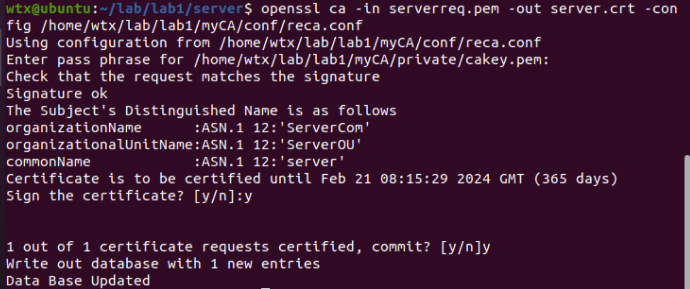 wtx@ubuntu:~/lab/lab1/server$ openssl ca -in serverreq.pem -out server.crt -con
fig /home/wtx/lab/lab1/myCA/conf/reca.conf
Using configuration from /home/wtx/lab/lab1/myCA/conf/reca.conf
Enter pass phrase for /home/wtx/lab/lab1/myCA/private/cakey.pem:
Check that the request matches the signature
Signature ok
The Subject's Distinguished Name is as follows
organizationName      :ASN.1 12:'ServerCom'
organizationalUnitName:ASN.1 12:'ServerOU'
commonName            :ASN.1 12:'server'
Certificate is to be certified until Feb 21 08:15:29 2024 GMT (365 days)
Sign the certificate? [y/n]:y
1 out of 1 certificate requests certified, commit? [y/n]y
Write out database with 1 new entries
Data Base Updated